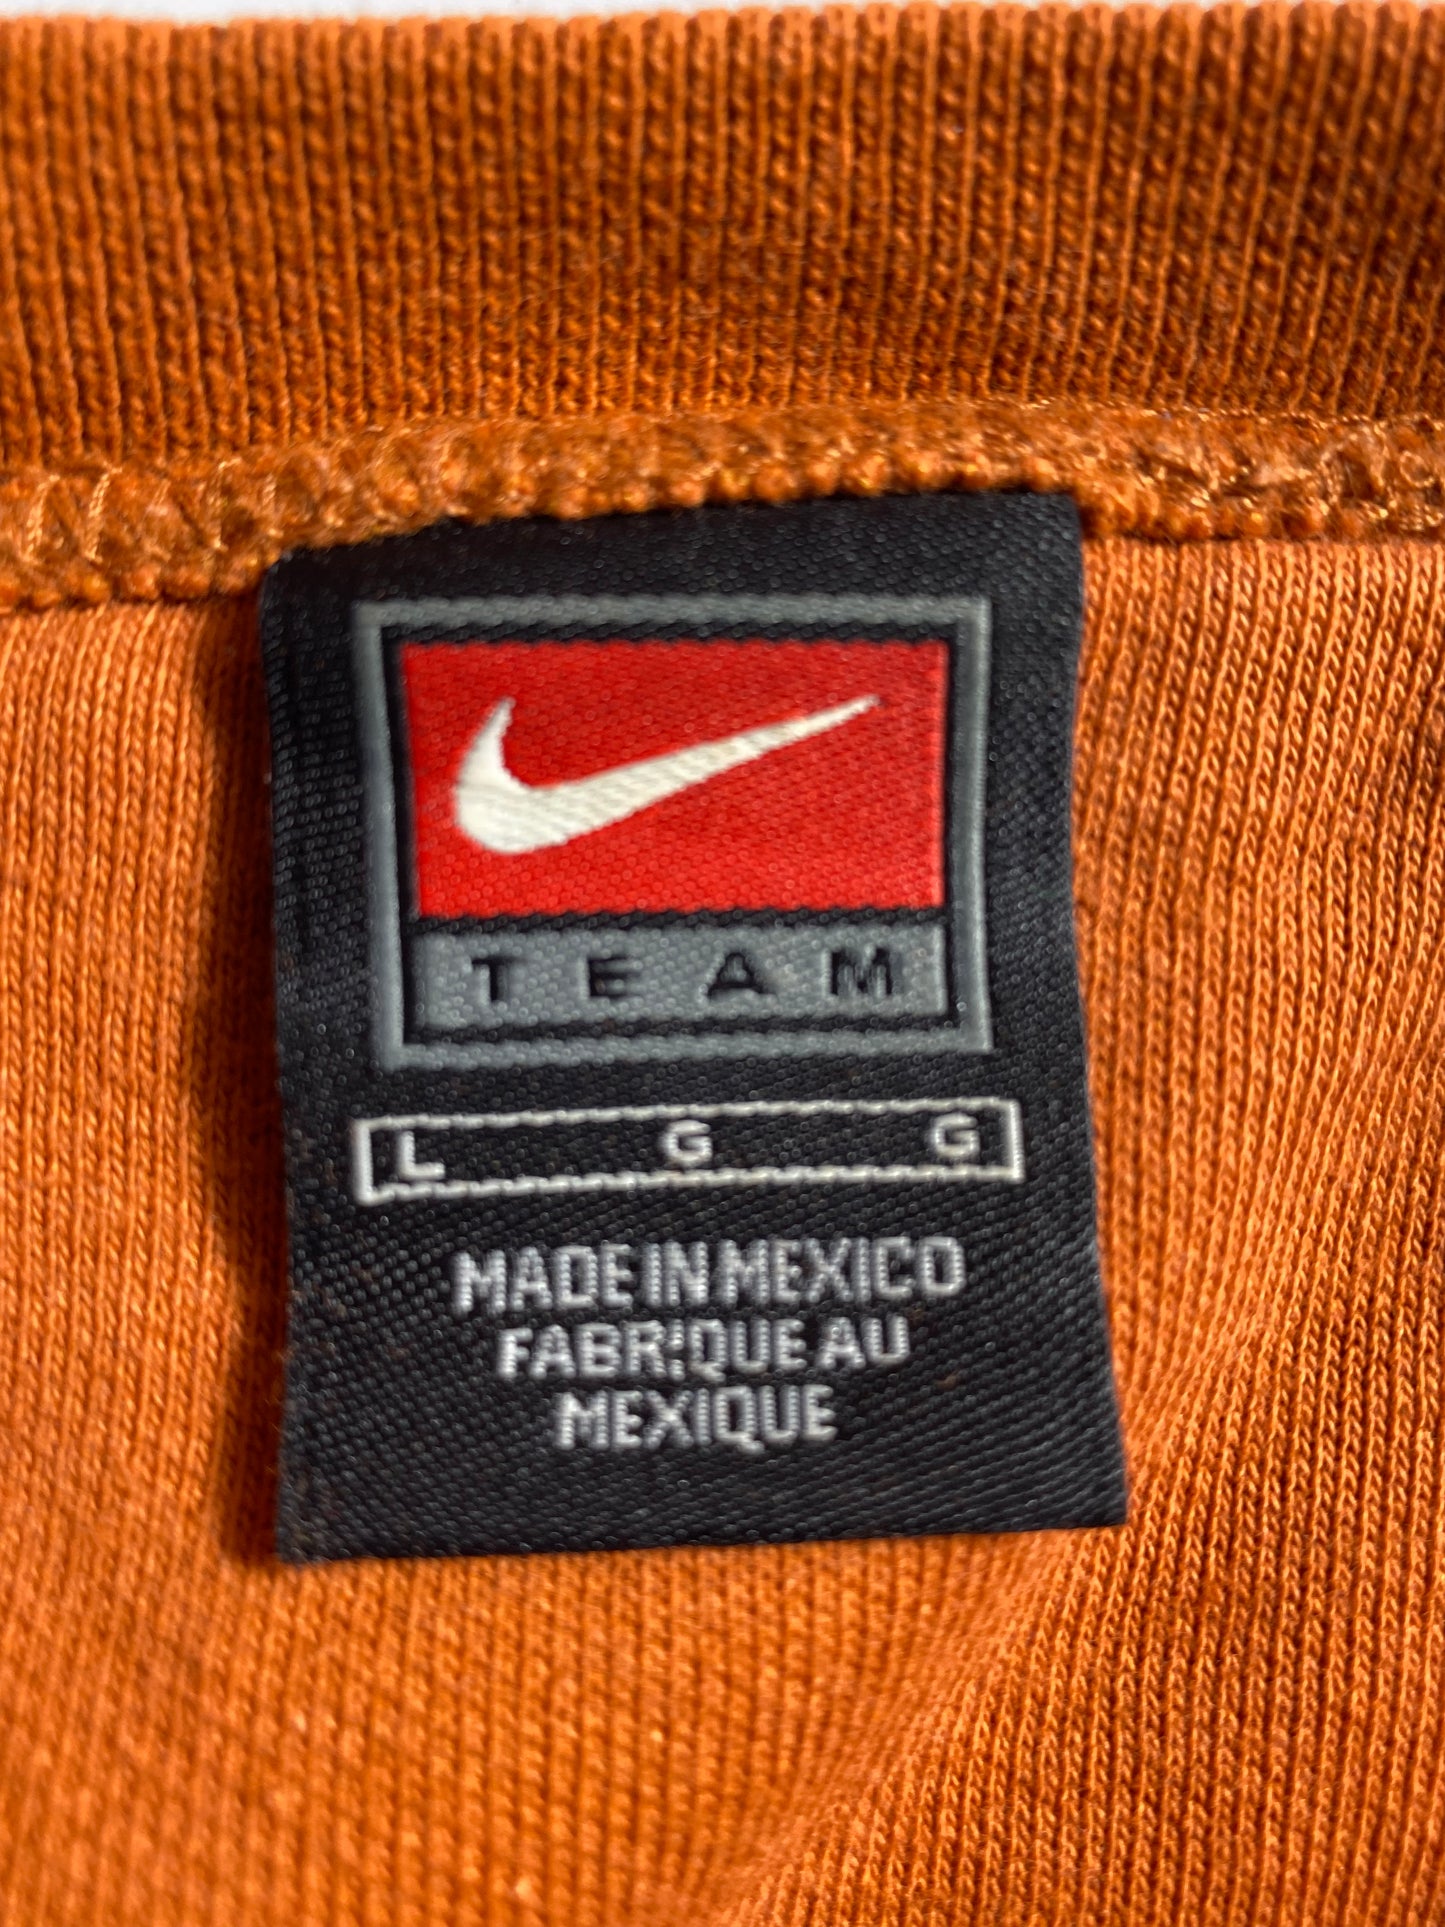 TEAM
L G G
MADE IN MEXICO
FABRIQUE AU
MEXIQUE